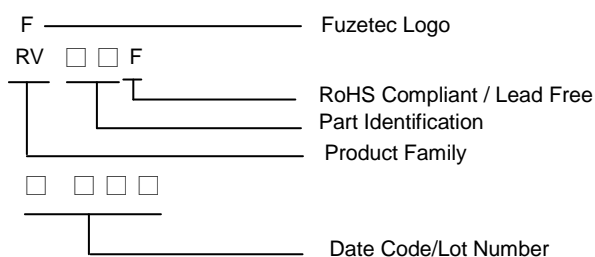 F Fuzetec Logo
RV □ □ F
RoHS Compliant / Lead Free
Part Identification
Product Family
□ □ □ □
Date Code/Lot Number